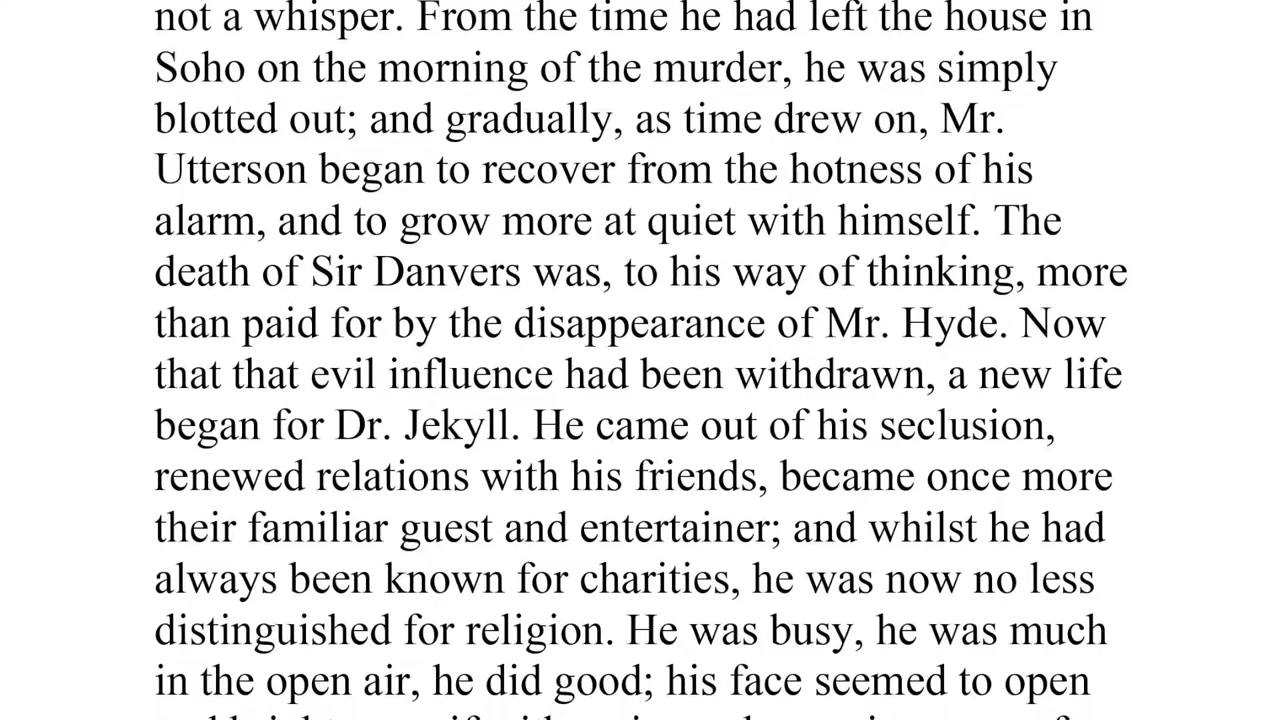 not a whisper. From the time he had left the house in
Soho on the morning of the murder, he was simply
blotted out; and gradually, as time drew on, Mr.
Utterson began to recover from the hotness of his
alarm, and to grow more at quiet with himself. The
death of Sir Danvers was, to his way of thinking, more
than paid for by the disappearance of Mr. Hyde. Now
that that evil influence had been withdrawn, a new life
began for Dr. Jekyll. He came out of his seclusion,
renewed relations with his friends, became once more
their familiar guest and entertainer; and whilst he had
always been known for charities, he was now no less
distinguished for religion. He was busy, he was much
in the open air, he did good; his face seemed to open